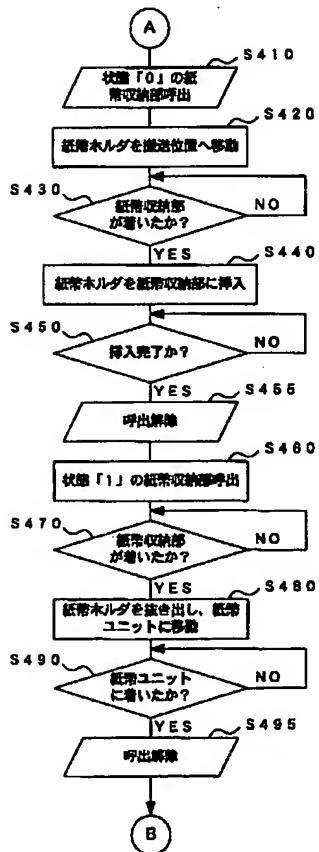 A
S410
状態「0」の紙
幣収納部呼出
S420
紙幣ホルダを搬送位置へ移動
S430
紙幣収納部
が着いたか?
NO
YES
S440
紙幣ホルダを紙幣収納部に挿入
S450
挿入完了か?
NO
YES
S455
呼出解除
S460
状態「1」の紙幣収納部呼出
S470
紙幣収納部
が着いたか?
NO
YES
S480
紙幣ホルダを抜き出し、紙幣
ユニットに移動
S490
紙幣ユニット
に着いたか?
NO
YES
S495
呼出解除
B